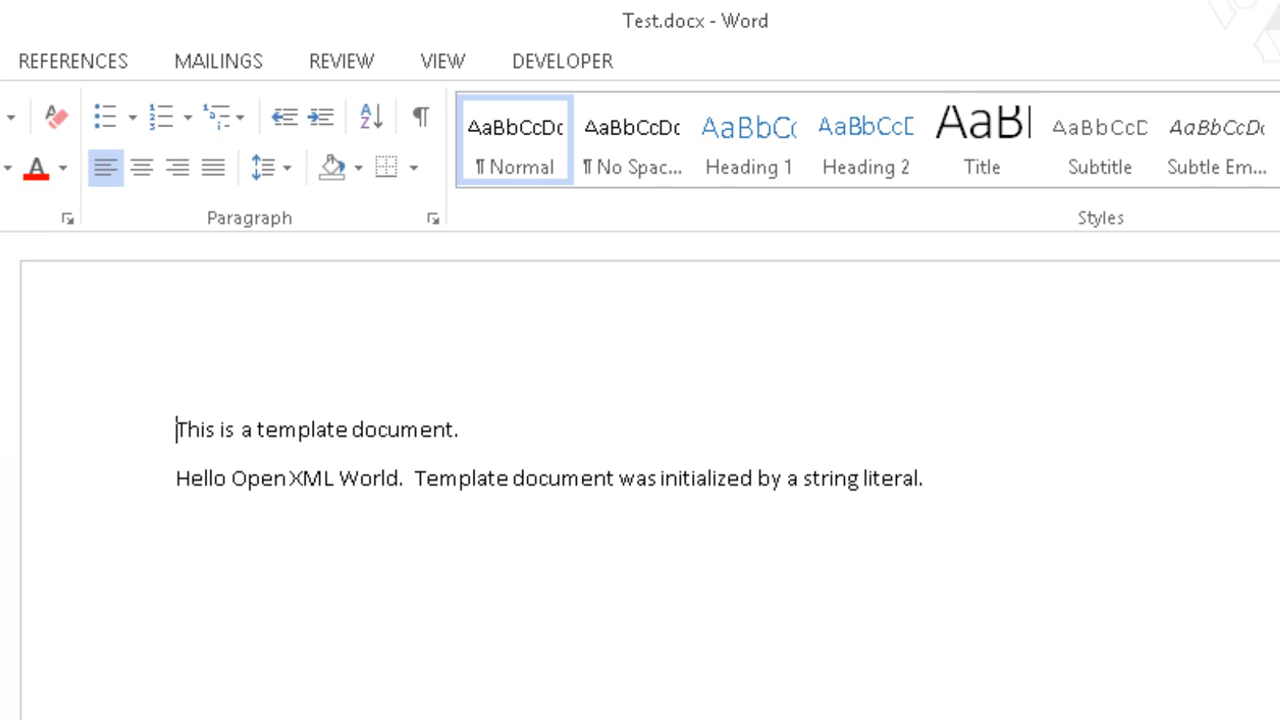 Test.docx - Word
REFERENCES MAILINGS REVIEW VIEW DEVELOPER
AaBbCcDc AaBbCcDc AaBbC( AaBbCcD AaB AaBbCcD AaBbCcDc
¶ Normal ¶ No Spac... Heading 1 Heading 2 Title Subtitle Subtle Em...
Paragraph Styles
This is a template document.
Hello Open XML World. Template document was initialized by a string literal.